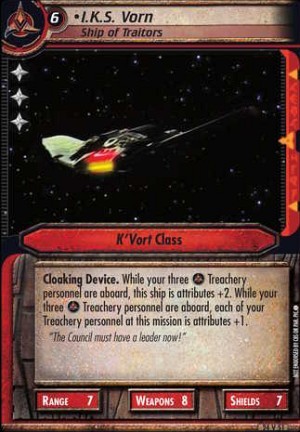 6
•I.K.S. Vorn
Ship of Traitors
K'Vort Class
Cloaking Device. While your three Treachery
personnel are aboard, this ship is attributes +2. While your
three Treachery personnel are aboard, each of your
Treachery personnel at this mission is attributes +1.
"The Council must have a leader now!"
RANGE 7 WEAPONS 8 SHIELDS 7